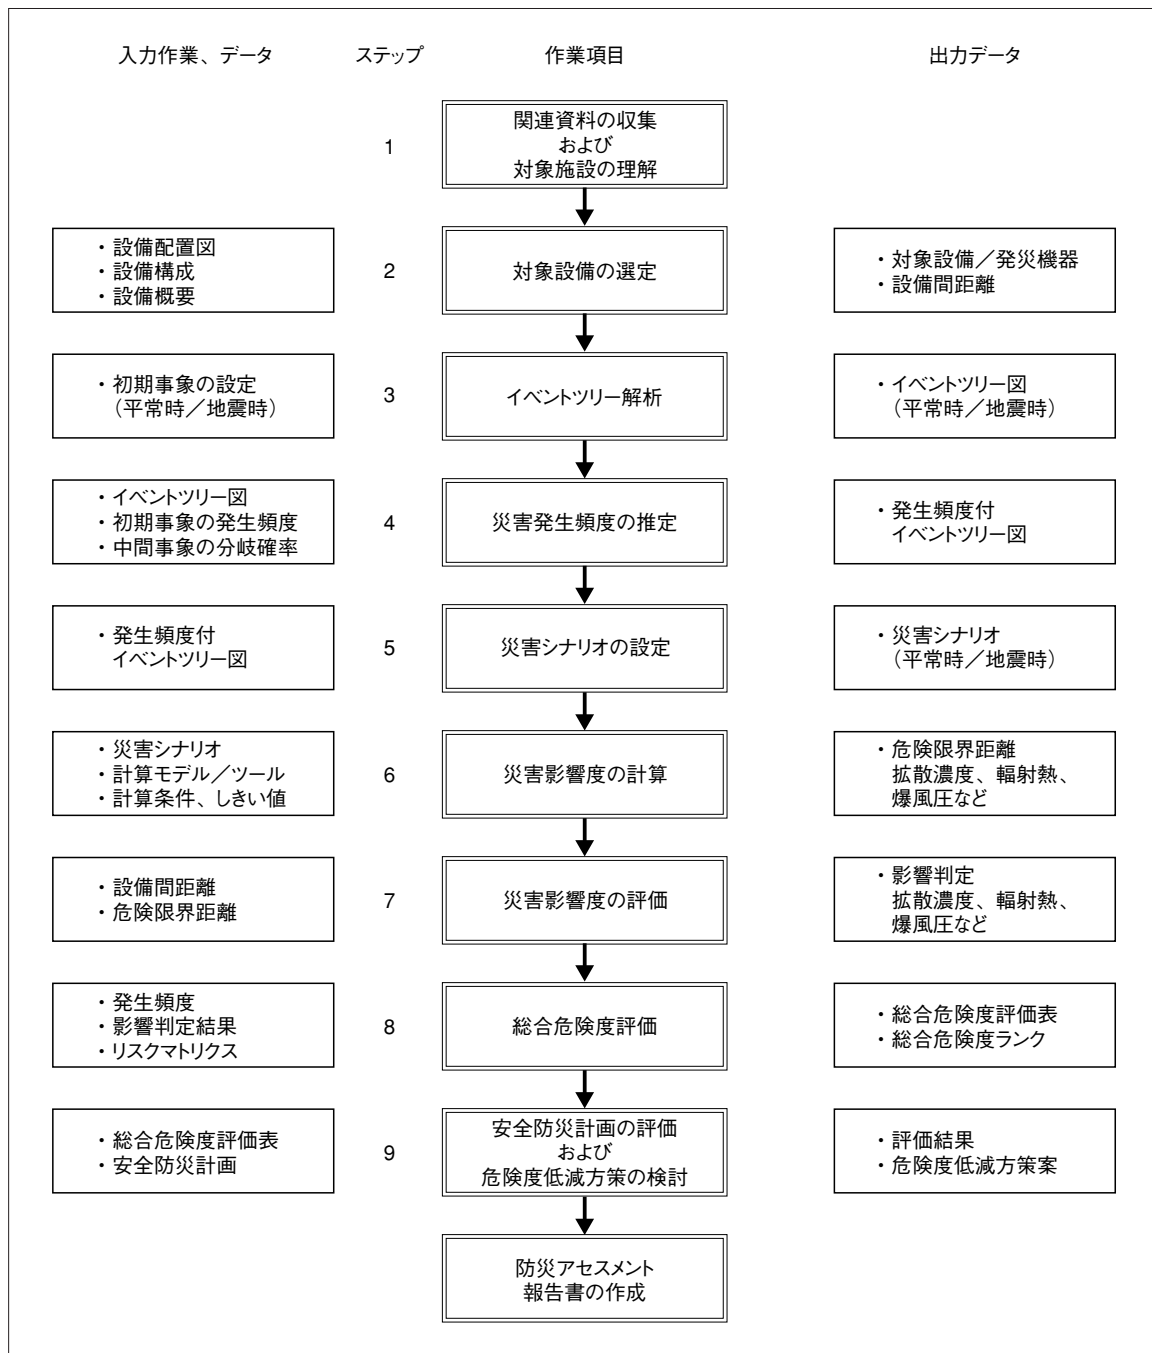 入力作業、データ ステップ 作業項目 出力データ
関連資料の収集
および
対象施設の理解
1
・設備配置図
・設備構成
・設備概要
2
対象設備の選定
・対象設備／発災機器
・設備間距離
・初期事象の設定
（平常時／地震時）
3
イベントツリー解析
・イベントツリー図
（平常時／地震時）
・イベントツリー図
・初期事象の発生頻度
・中間事象の分岐確率
4
災害発生頻度の推定
・発生頻度付
イベントツリー図
・発生頻度付
イベントツリー図
5
災害シナリオの設定
・災害シナリオ
（平常時／地震時）
・災害シナリオ
・計算モデル／ツール
・計算条件、しきい値
6
災害影響度の計算
・危険限界距離
拡散濃度、輻射熱、
爆風圧など
・設備間距離
・危険限界距離
7
災害影響度の評価
・影響判定
拡散濃度、輻射熱、
爆風圧など
・発生頻度
・影響判定結果
・リスクマトリクス
8
総合危険度評価
・総合危険度評価表
・総合危険度ランク
・総合危険度評価表
・安全防災計画
9
安全防災計画の評価
および
危険度低減方策の検討
・評価結果
・危険度低減方策案
防災アセスメント
報告書の作成